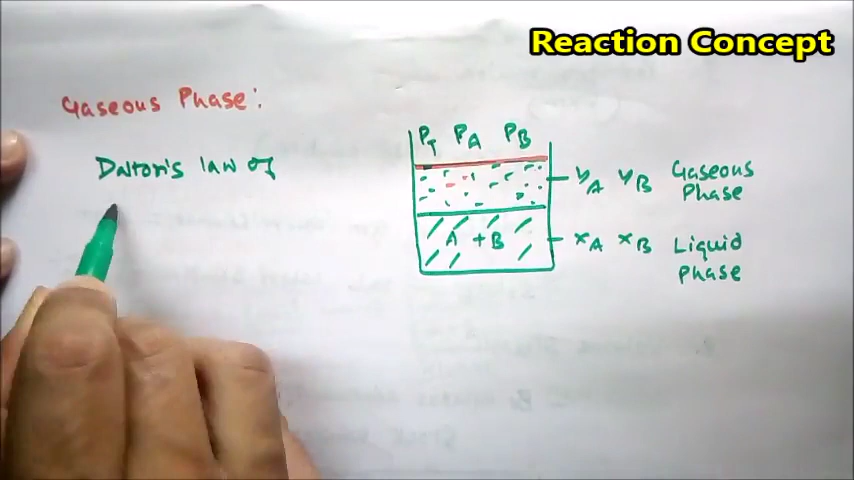 Reaction Concept
Gaseous Phase:
Dalton's law of
PT PA PB
yA yB Gaseous Phase
A + B
xA xB Liquid phase